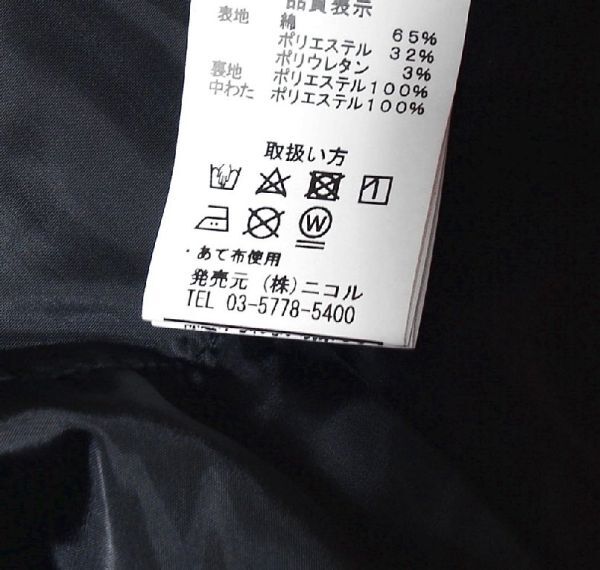 品質表示
表地 綿 65%
ポリエステル 32%
ポリウレタン 3%
裏地 ポリエステル100%
中わた ポリエステル100%
取扱い方
W
・あて布使用
発売元 (株)ニコル
TEL 03-5778-5400